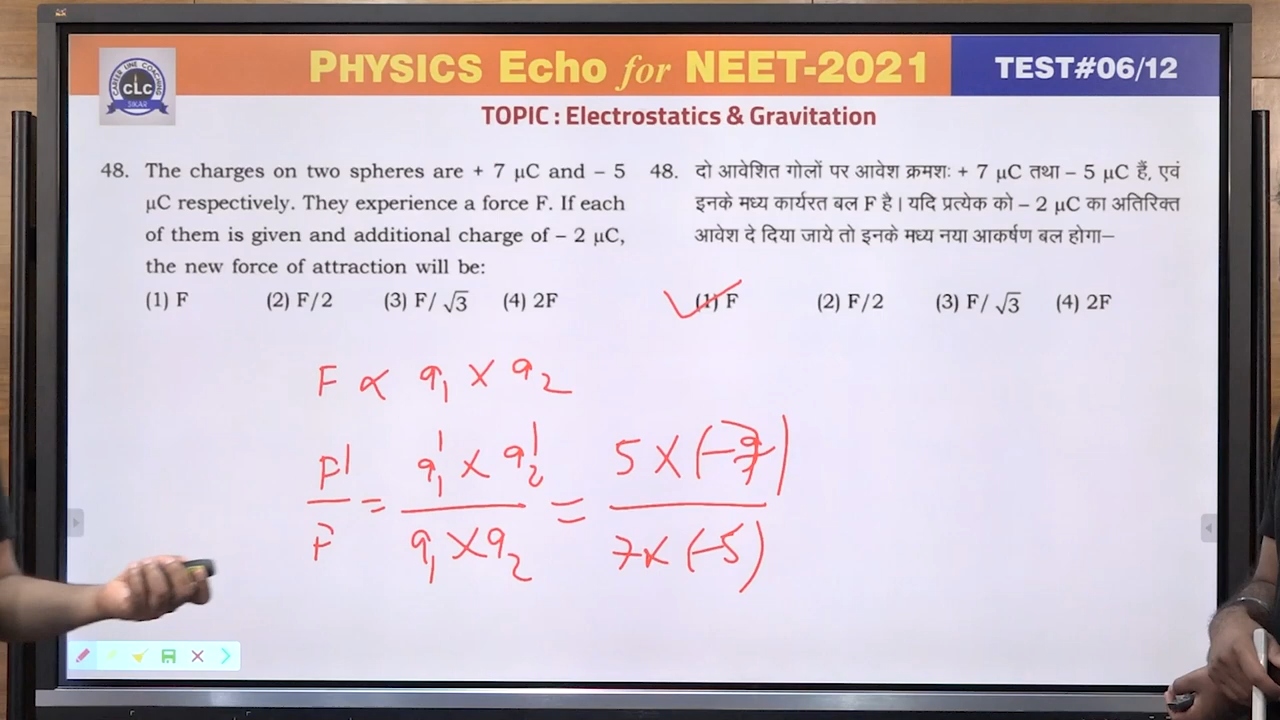 PHYSICS Echo for NEET-2021
TEST#06/12
CAREER LINE COACHING
CLC
SIKAR
TOPIC : Electrostatics & Gravitation
48. The charges on two spheres are + 7 μC and – 5
μC respectively. They experience a force F. If each
of them is given and additional charge of – 2 μC,
the new force of attraction will be:
(1) F (2) F/2 (3) F/ √3 (4) 2F
48. दो आवेशित गोलों पर आवेश क्रमशः + 7 μC तथा – 5 μC हैं, एवं
इनके मध्य कार्यरत बल F है। यदि प्रत्येक को – 2 μC का अतिरिक्त
आवेश दे दिया जाये तो इनके मध्य नया आकर्षण बल होगा—
(1) F (2) F/2 (3) F/ √3 (4) 2F
F ∝ q₁ × q₂
F' / F = q₁' × q₂' / q₁ × q₂ = 5 × (-7) / 7 × (-5)